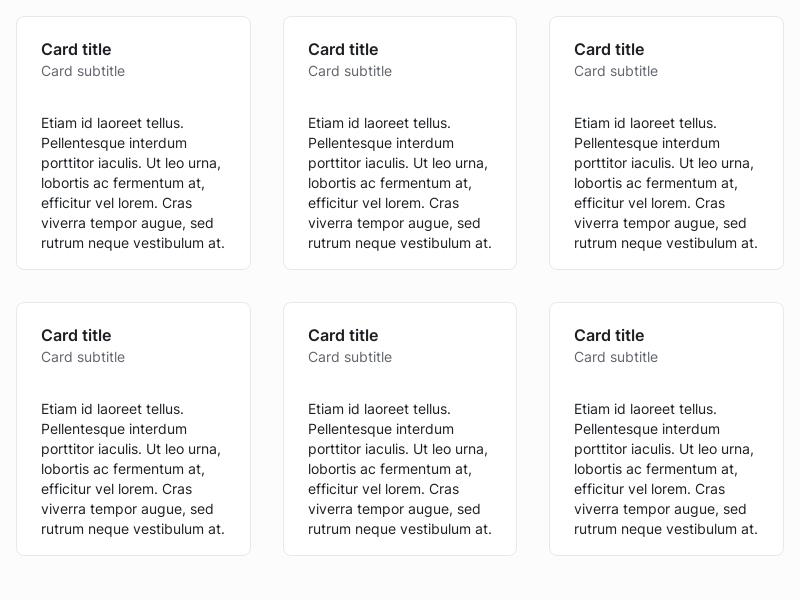 Card title
Card subtitle
Etiam id laoreet tellus.
Pellentesque interdum
porttitor iaculis. Ut leo urna,
lobortis ac fermentum at,
efficitur vel lorem. Cras
viverra tempor augue, sed
rutrum neque vestibulum at.
Card title
Card subtitle
Etiam id laoreet tellus.
Pellentesque interdum
porttitor iaculis. Ut leo urna,
lobortis ac fermentum at,
efficitur vel lorem. Cras
viverra tempor augue, sed
rutrum neque vestibulum at.
Card title
Card subtitle
Etiam id laoreet tellus.
Pellentesque interdum
porttitor iaculis. Ut leo urna,
lobortis ac fermentum at,
efficitur vel lorem. Cras
viverra tempor augue, sed
rutrum neque vestibulum at.
Card title
Card subtitle
Etiam id laoreet tellus.
Pellentesque interdum
porttitor iaculis. Ut leo urna,
lobortis ac fermentum at,
efficitur vel lorem. Cras
viverra tempor augue, sed
rutrum neque vestibulum at.
Card title
Card subtitle
Etiam id laoreet tellus.
Pellentesque interdum
porttitor iaculis. Ut leo urna,
lobortis ac fermentum at,
efficitur vel lorem. Cras
viverra tempor augue, sed
rutrum neque vestibulum at.
Card title
Card subtitle
Etiam id laoreet tellus.
Pellentesque interdum
porttitor iaculis. Ut leo urna,
lobortis ac fermentum at,
efficitur vel lorem. Cras
viverra tempor augue, sed
rutrum neque vestibulum at.